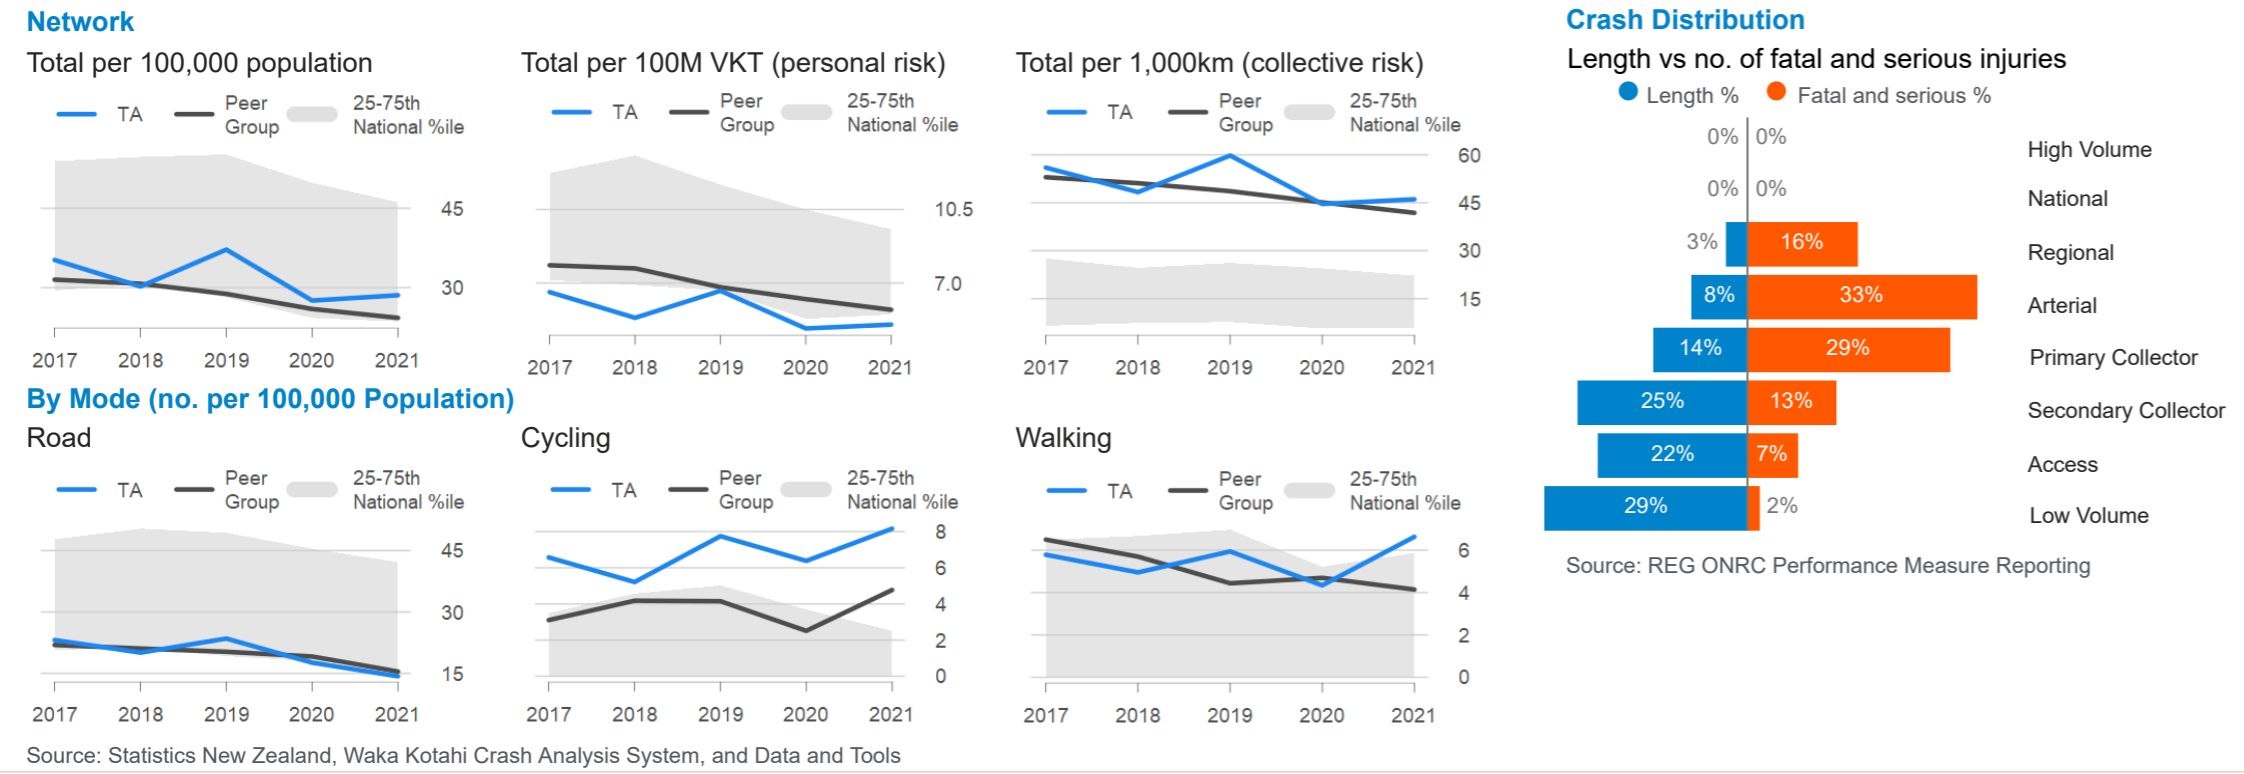 Network
Total per 100,000 population
TA
Peer
Group
25-75th
National %ile
45
30
2017 2018 2019 2020 2021
Total per 100M VKT (personal risk)
TA
Peer
Group
25-75th
National %ile
10.5
7.0
2017 2018 2019 2020 2021
Total per 1,000km (collective risk)
TA
Peer
Group
25-75th
National %ile
60
45
30
15
2017 2018 2019 2020 2021
By Mode (no. per 100,000 Population)
Road
TA
Peer
Group
25-75th
National %ile
45
30
15
2017 2018 2019 2020 2021
Cycling
TA
Peer
Group
25-75th
National %ile
8
6
4
2
0
2017 2018 2019 2020 2021
Walking
TA
Peer
Group
25-75th
National %ile
6
4
2
0
2017 2018 2019 2020 2021
Source: Statistics New Zealand, Waka Kotahi Crash Analysis System, and Data and Tools
Crash Distribution
Length vs no. of fatal and serious injuries
Length % Fatal and serious %
0% 0% High Volume
0% 0% National
3% 16% Regional
8% 33% Arterial
14% 29% Primary Collector
25% 13% Secondary Collector
22% 7% Access
29% 2% Low Volume
Source: REG ONRC Performance Measure Reporting